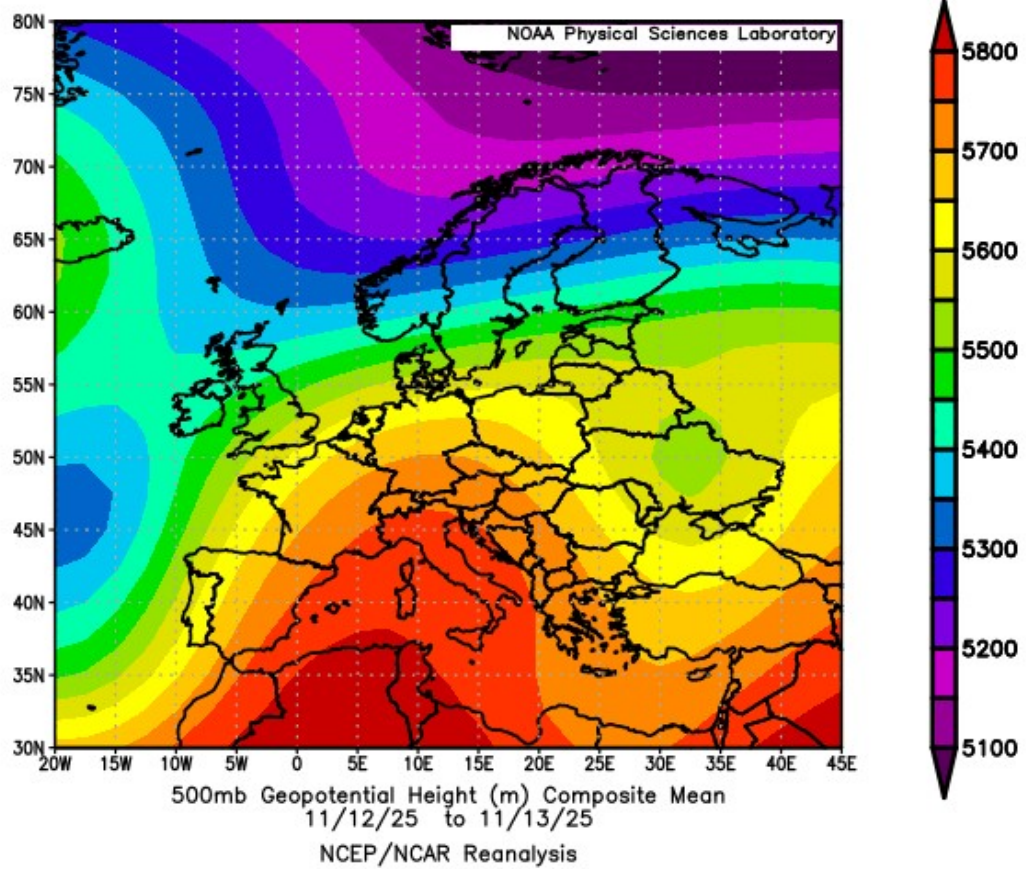 NOAA Physical Sciences Laboratory
80N
75N
70N
65N
60N
55N
50N
45N
40N
35N
30N
20W 15W 10W 5W 0 5E 10E 15E 20E 25E 30E 35E 40E 45E
5800
5700
5600
5500
5400
5300
5200
5100
500mb Geopotential Height (m) Composite Mean
11/12/25 to 11/13/25
NCEP/NCAR Reanalysis